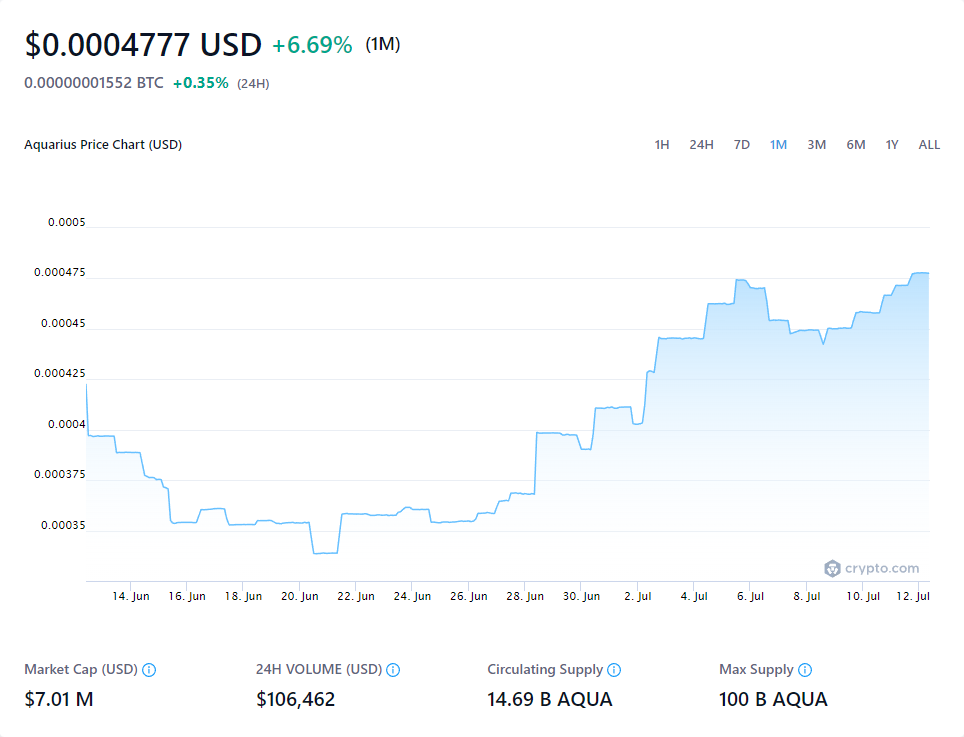 $0.0004777 USD +6.69% (1M)
0.00000001552 BTC +0.35% (24H)
Aquarius Price Chart (USD) 1H 24H 7D 1M 3M 6M 1Y ALL
0.0005
0.000475
0.00045
0.000425
0.0004
0.000375
0.00035
crypto.com
14. Jun 16. Jun 18. Jun 20. Jun 22. Jun 24. Jun 26. Jun 28. Jun 30. Jun 2. Jul 4. Jul 6. Jul 8. Jul 10. Jul 12. Jul
Market Cap (USD) 24H VOLUME (USD) Circulating Supply Max Supply
$7.01 M $106,462 14.69 B AQUA 100 B AQUA